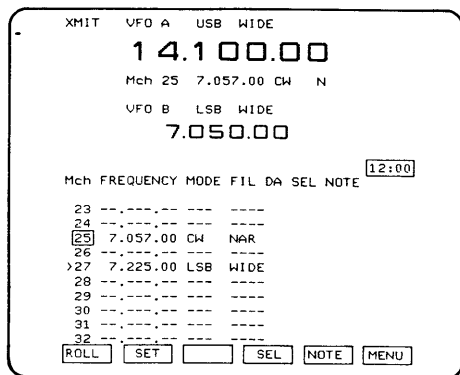 XMIT VFO A USB WIDE
14.100.00
Mch 25 7.057.00 CW N
VFO B LSB WIDE
7.050.00
12:00
Mch FREQUENCY MODE FIL DA SEL NOTE
23 --.---.-- --- ----
24 --.---.-- --- ----
25 7.057.00 CW NAR
26 --.---.-- --- ----
>27 7.225.00 LSB WIDE
28 --.---.-- --- ----
29 --.---.-- --- ----
30 --.---.-- --- ----
31 --.---.-- --- ----
32 --.---.-- --- ----
ROLL SET SEL NOTE MENU